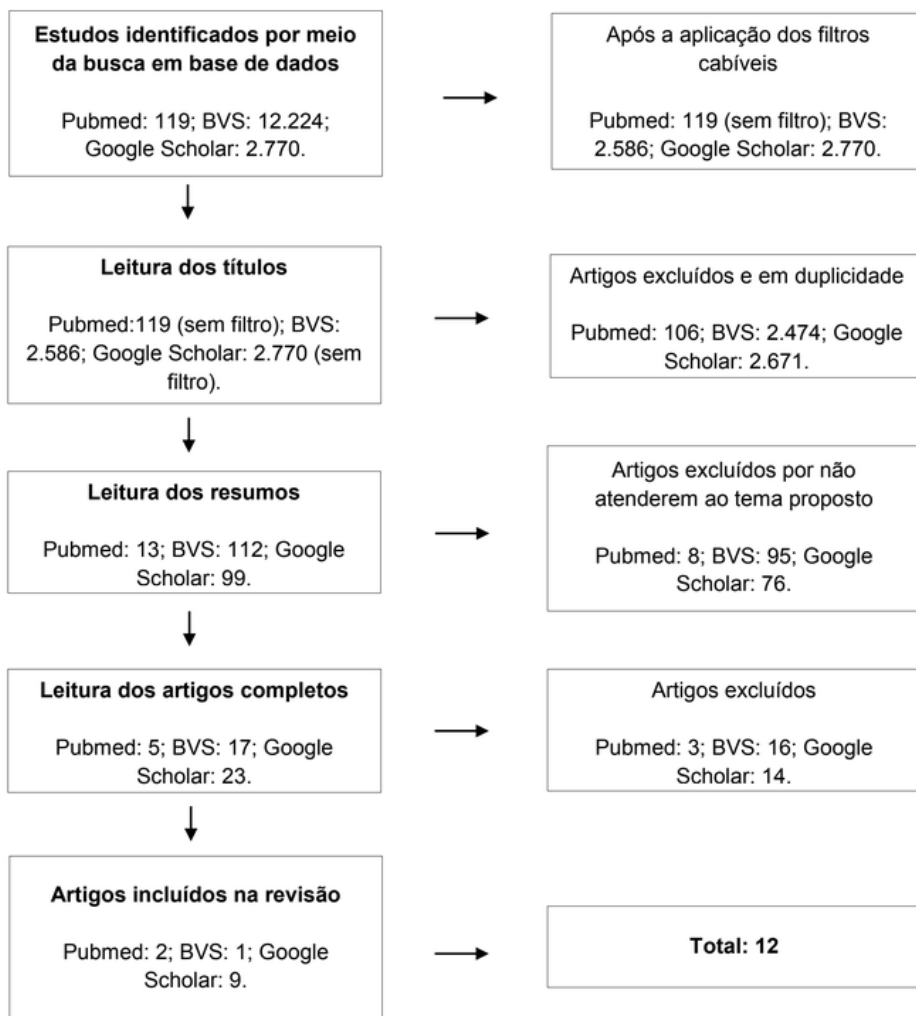 Estudos identificados por meio
da busca em base de dados
Pubmed: 119; BVS: 12.224;
Google Scholar: 2.770.
Após a aplicação dos filtros
cabíveis
Pubmed: 119 (sem filtro); BVS:
2.586; Google Scholar: 2.770.
Leitura dos títulos
Pubmed:119 (sem filtro); BVS:
2.586; Google Scholar: 2.770 (sem
filtro).
Artigos excluídos e em duplicidade
Pubmed: 106; BVS: 2.474; Google
Scholar: 2.671.
Leitura dos resumos
Pubmed: 13; BVS: 112; Google
Scholar: 99.
Artigos excluídos por não
atenderem ao tema proposto
Pubmed: 8; BVS: 95; Google
Scholar: 76.
Leitura dos artigos completos
Pubmed: 5; BVS: 17; Google
Scholar: 23.
Artigos excluídos
Pubmed: 3; BVS: 16; Google
Scholar: 14.
Artigos incluídos na revisão
Pubmed: 2; BVS: 1; Google
Scholar: 9.
Total: 12